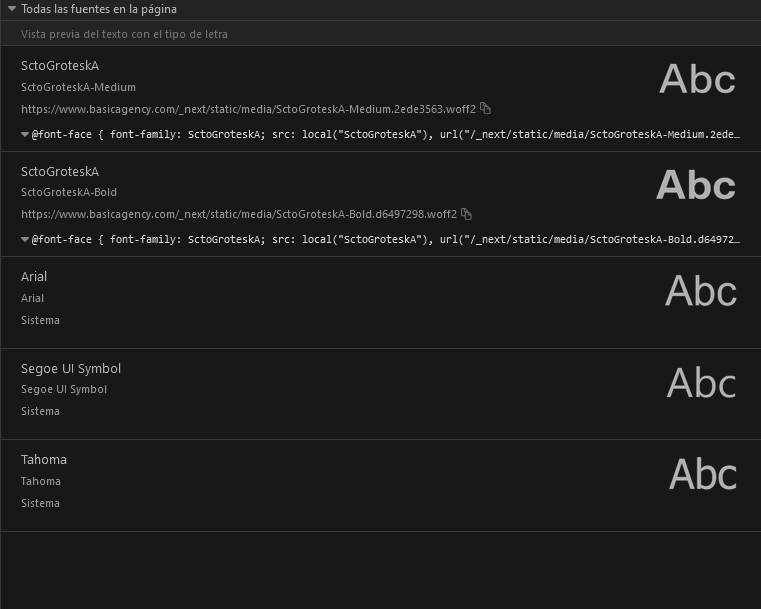 Todas las fuentes en la página
Vista previa del texto con el tipo de letra
SctoGroteskA
Abc
SctoGroteskA-Medium
https://www.basicagency.com/_next/static/media/SctoGroteskA-Medium.2ede3563.woff2
@font-face { font-family: SctoGroteskA; src: local("SctoGroteskA"), url("/_next/static/media/SctoGroteskA-Medium.2ede…
SctoGroteskA
Abc
SctoGroteskA-Bold
https://www.basicagency.com/_next/static/media/SctoGroteskA-Bold.d6497298.woff2
@font-face { font-family: SctoGroteskA; src: local("SctoGroteskA"), url("/_next/static/media/SctoGroteskA-Bold.d64972…
Arial
Abc
Arial
Sistema
Segoe UI Symbol
Abc
Segoe UI Symbol
Sistema
Tahoma
Abc
Tahoma
Sistema